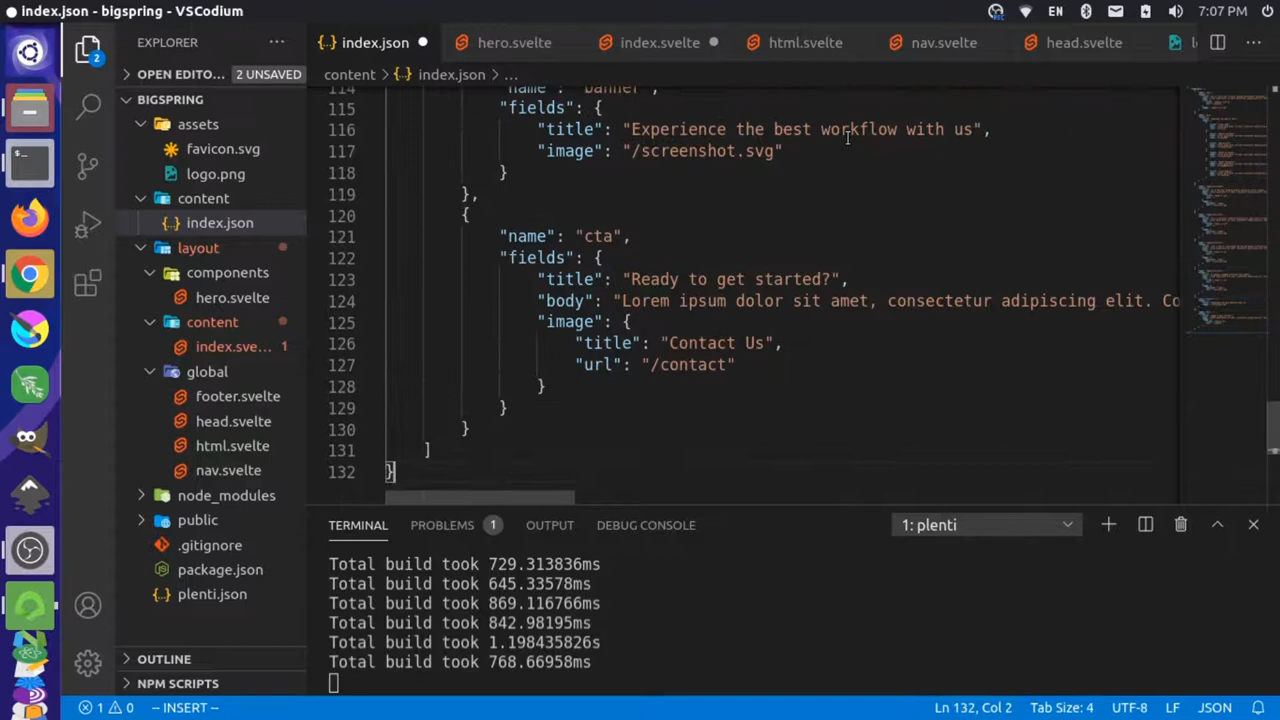 index.json - bigspring - VSCodium
REC
EN
7:07 PM
EXPLORER
index.json
hero.svelte
index.svelte
html.svelte
nav.svelte
head.svelte
2
OPEN EDITO... 2 UNSAVED
content > index.json > ...
BIGSPRING
assets
favicon.svg
logo.png
content
index.json
layout
components
hero.svelte
content
index.sve... 1
global
footer.svelte
head.svelte
html.svelte
nav.svelte
node_modules
public
.gitignore
package.json
plenti.json
OUTLINE
NPM SCRIPTS
114 "name": "banner",
115 "fields": {
116 "title": "Experience the best workflow with us",
117 "image": "/screenshot.svg"
118 }
119 },
120 {
121 "name": "cta",
122 "fields": {
123 "title": "Ready to get started?",
124 "body": "Lorem ipsum dolor sit amet, consectetur adipiscing elit. Co
125 "image": {
126 "title": "Contact Us",
127 "url": "/contact"
128 }
129 }
130 }
131 ]
132 }
TERMINAL PROBLEMS 1 OUTPUT DEBUG CONSOLE 1: plenti
Total build took 729.313836ms
Total build took 645.33578ms
Total build took 869.116766ms
Total build took 842.98195ms
Total build took 1.198435826s
Total build took 768.66958ms
1 0 -- INSERT -- Ln 132, Col 2 Tab Size: 4 UTF-8 LF JSON